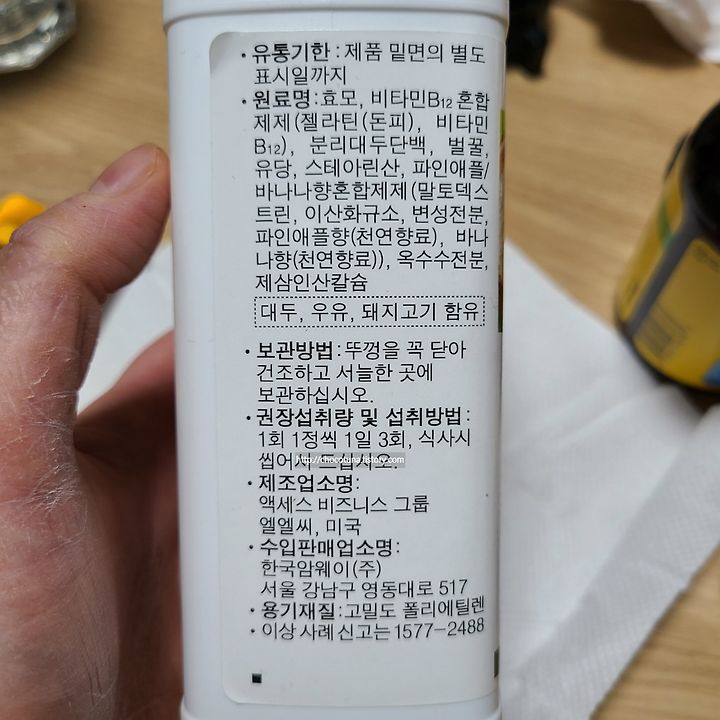 • 유통기한 : 제품 밑면의 별도
표시일까지
• 원료명:효모, 비타민B12 혼합
제제(젤라틴(돈피), 비타민
B12), 분리대두단백, 벌꿀,
유당, 스테아린산, 파인애플/
바나나향혼합제제(말토덱스
트린, 이산화규소, 변성전분,
파인애플향(천연향료), 바나
나향(천연향료)), 옥수수전분,
제삼인산칼슘
대두, 우유, 돼지고기 함유
• 보관방법:뚜껑을 꼭 닫아
건조하고 서늘한 곳에
보관하십시오.
• 권장섭취량 및 섭취방법:
1회 1정씩 1일 3회, 식사시
씹어서 드십시오.
http://chocotuna.tistory.com
• 제조업소명:
액세스 비즈니스 그룹
엘엘씨, 미국
• 수입판매업소명:
한국암웨이(주)
서울 강남구 영동대로 517
• 용기재질:고밀도 폴리에틸렌
• 이상 사례 신고는 1577-2488